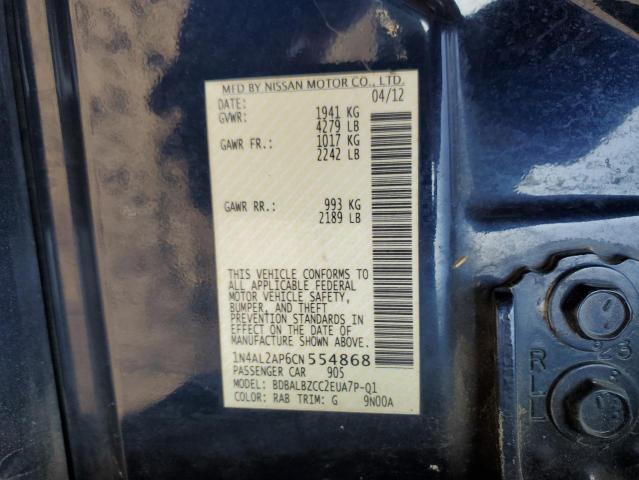 MFD BY NISSAN MOTOR CO., LTD.
DATE: 04/12
GVWR: 1941 KG
4279 LB
GAWR FR.: 1017 KG
2242 LB
GAWR RR.: 993 KG
2189 LB
THIS VEHICLE CONFORMS TO
ALL APPLICABLE FEDERAL
MOTOR VEHICLE SAFETY,
BUMPER, AND THEFT
PREVENTION STANDARDS IN
EFFECT ON THE DATE OF
MANUFACTURE SHOWN ABOVE.
1N4AL2AP6CN 554868
PASSENGER CAR 905
MODEL: BDBALBZCC2EUA7P-Q1
COLOR: RAB TRIM: G 9N00A
RLL